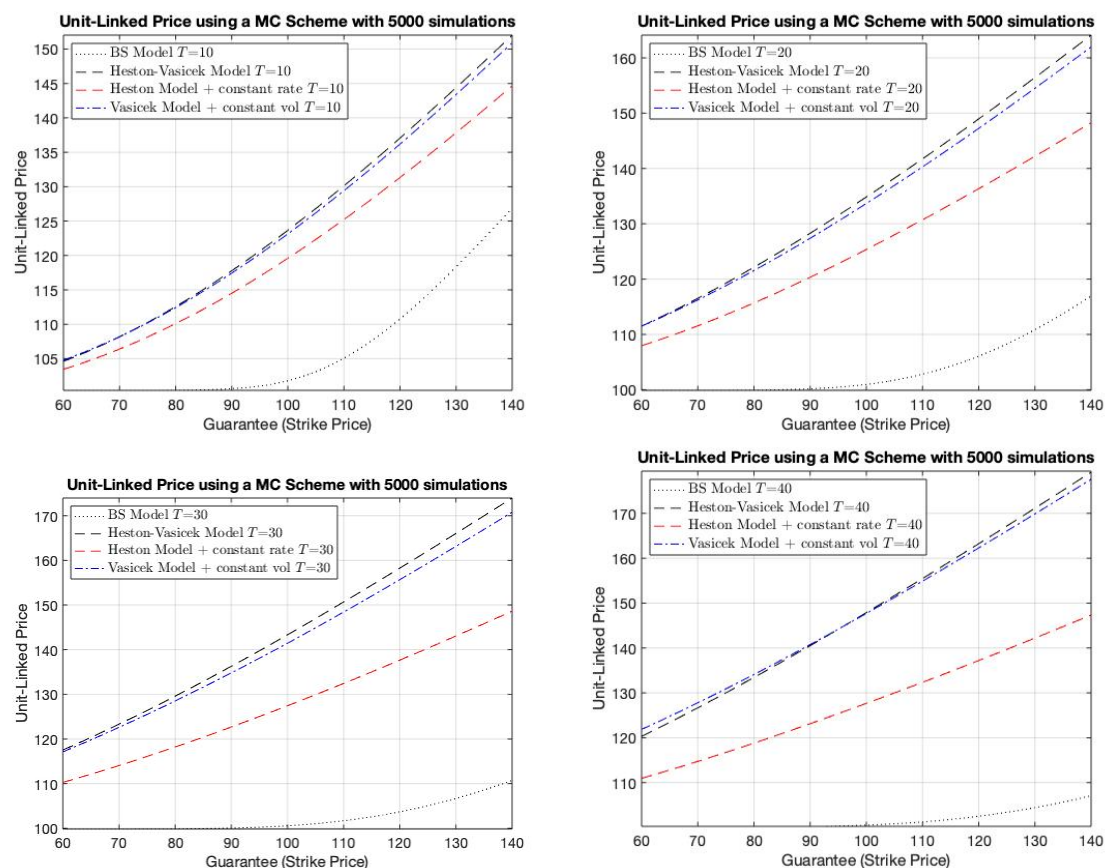 Unit-Linked Price using a MC Scheme with 5000 simulations
BS Model T=10
Heston-Vasicek Model T=10
Heston Model + constant rate T=10
Vasicek Model + constant vol T=10
150
145
140
135
130
125
120
115
110
105
Unit-Linked Price
60 70 80 90 100 110 120 130 140
Guarantee (Strike Price)
Unit-Linked Price using a MC Scheme with 5000 simulations
BS Model T=20
Heston-Vasicek Model T=20
Heston Model + constant rate T=20
Vasicek Model + constant vol T=20
160
150
140
130
120
110
100
Unit-Linked Price
60 70 80 90 100 110 120 130 140
Guarantee (Strike Price)
Unit-Linked Price using a MC Scheme with 5000 simulations
BS Model T=30
Heston-Vasicek Model T=30
Heston Model + constant rate T=30
Vasicek Model + constant vol T=30
170
160
150
140
130
120
110
100
Unit-Linked Price
60 70 80 90 100 110 120 130 140
Guarantee (Strike Price)
Unit-Linked Price using a MC Scheme with 5000 simulations
BS Model T=40
Heston-Vasicek Model T=40
Heston Model + constant rate T=40
Vasicek Model + constant vol T=40
170
160
150
140
130
120
110
Unit-Linked Price
60 70 80 90 100 110 120 130 140
Guarantee (Strike Price)